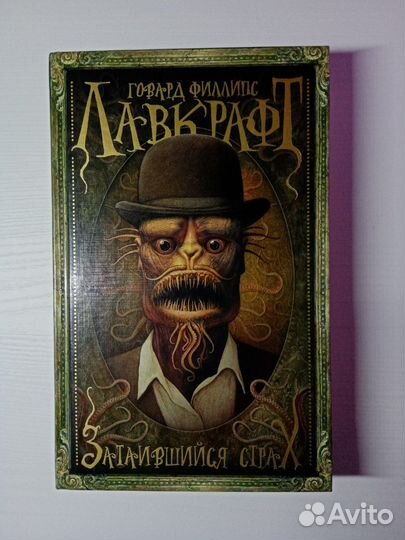 ГОВАРД ФИЛЛИПС
ЛАВКРАФТ
ЗАТАИВШИЙСЯ СТРАХ
Avito